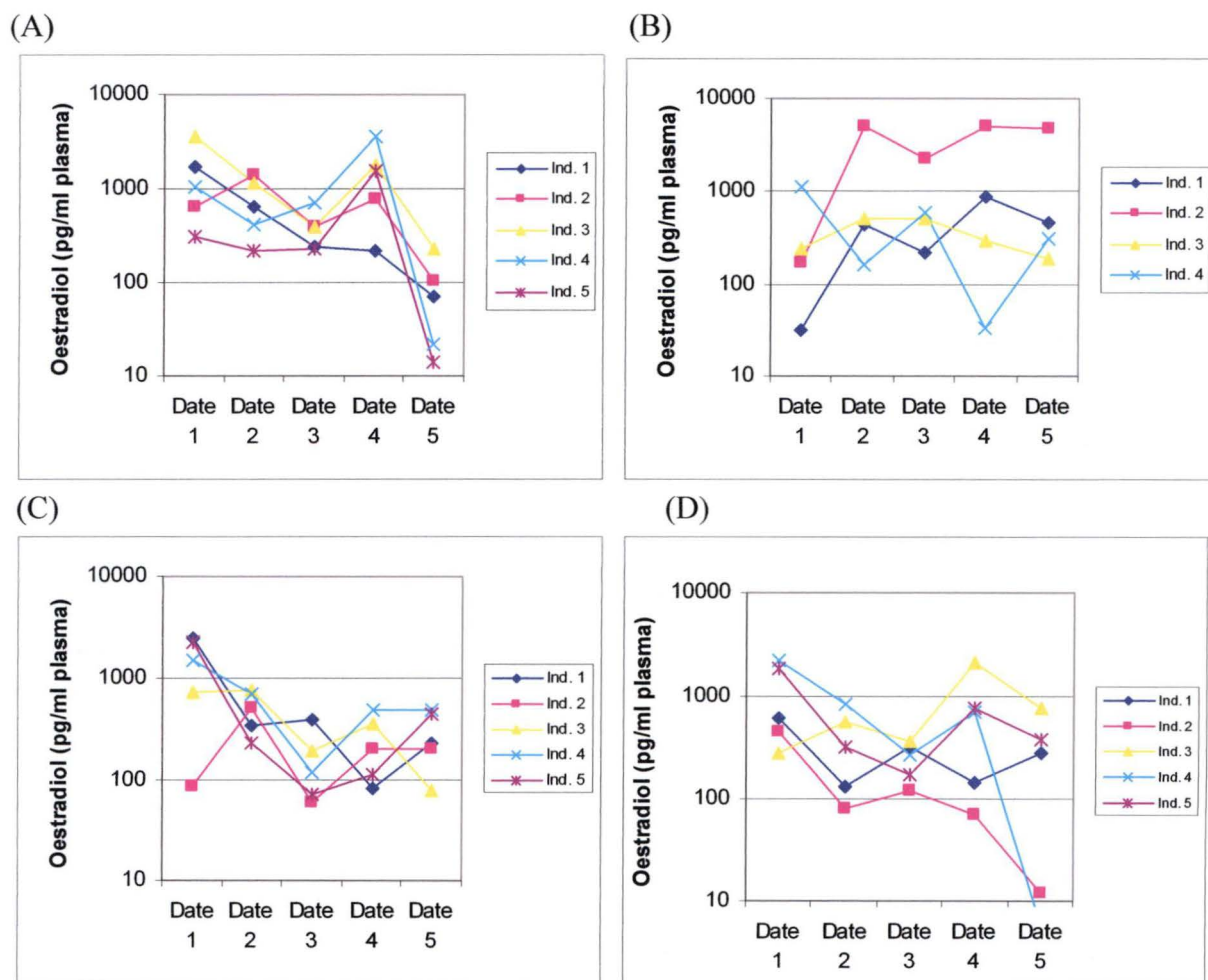 (A)
Oestradiol (pg/ml plasma)
10000
1000
100
10
Date Date Date Date Date
1 2 3 4 5
Ind. 1
Ind. 2
Ind. 3
Ind. 4
Ind. 5
(B)
Oestradiol (pg/ml plasma)
10000
1000
100
10
Date Date Date Date Date
1 2 3 4 5
Ind. 1
Ind. 2
Ind. 3
Ind. 4
(C)
Oestradiol (pg/ml plasma)
10000
1000
100
10
Date Date Date Date Date
1 2 3 4 5
Ind. 1
Ind. 2
Ind. 3
Ind. 4
Ind. 5
(D)
Oestradiol (pg/ml plasma)
10000
1000
100
10
Date Date Date Date Date
1 2 3 4 5
Ind. 1
Ind. 2
Ind. 3
Ind. 4
Ind. 5